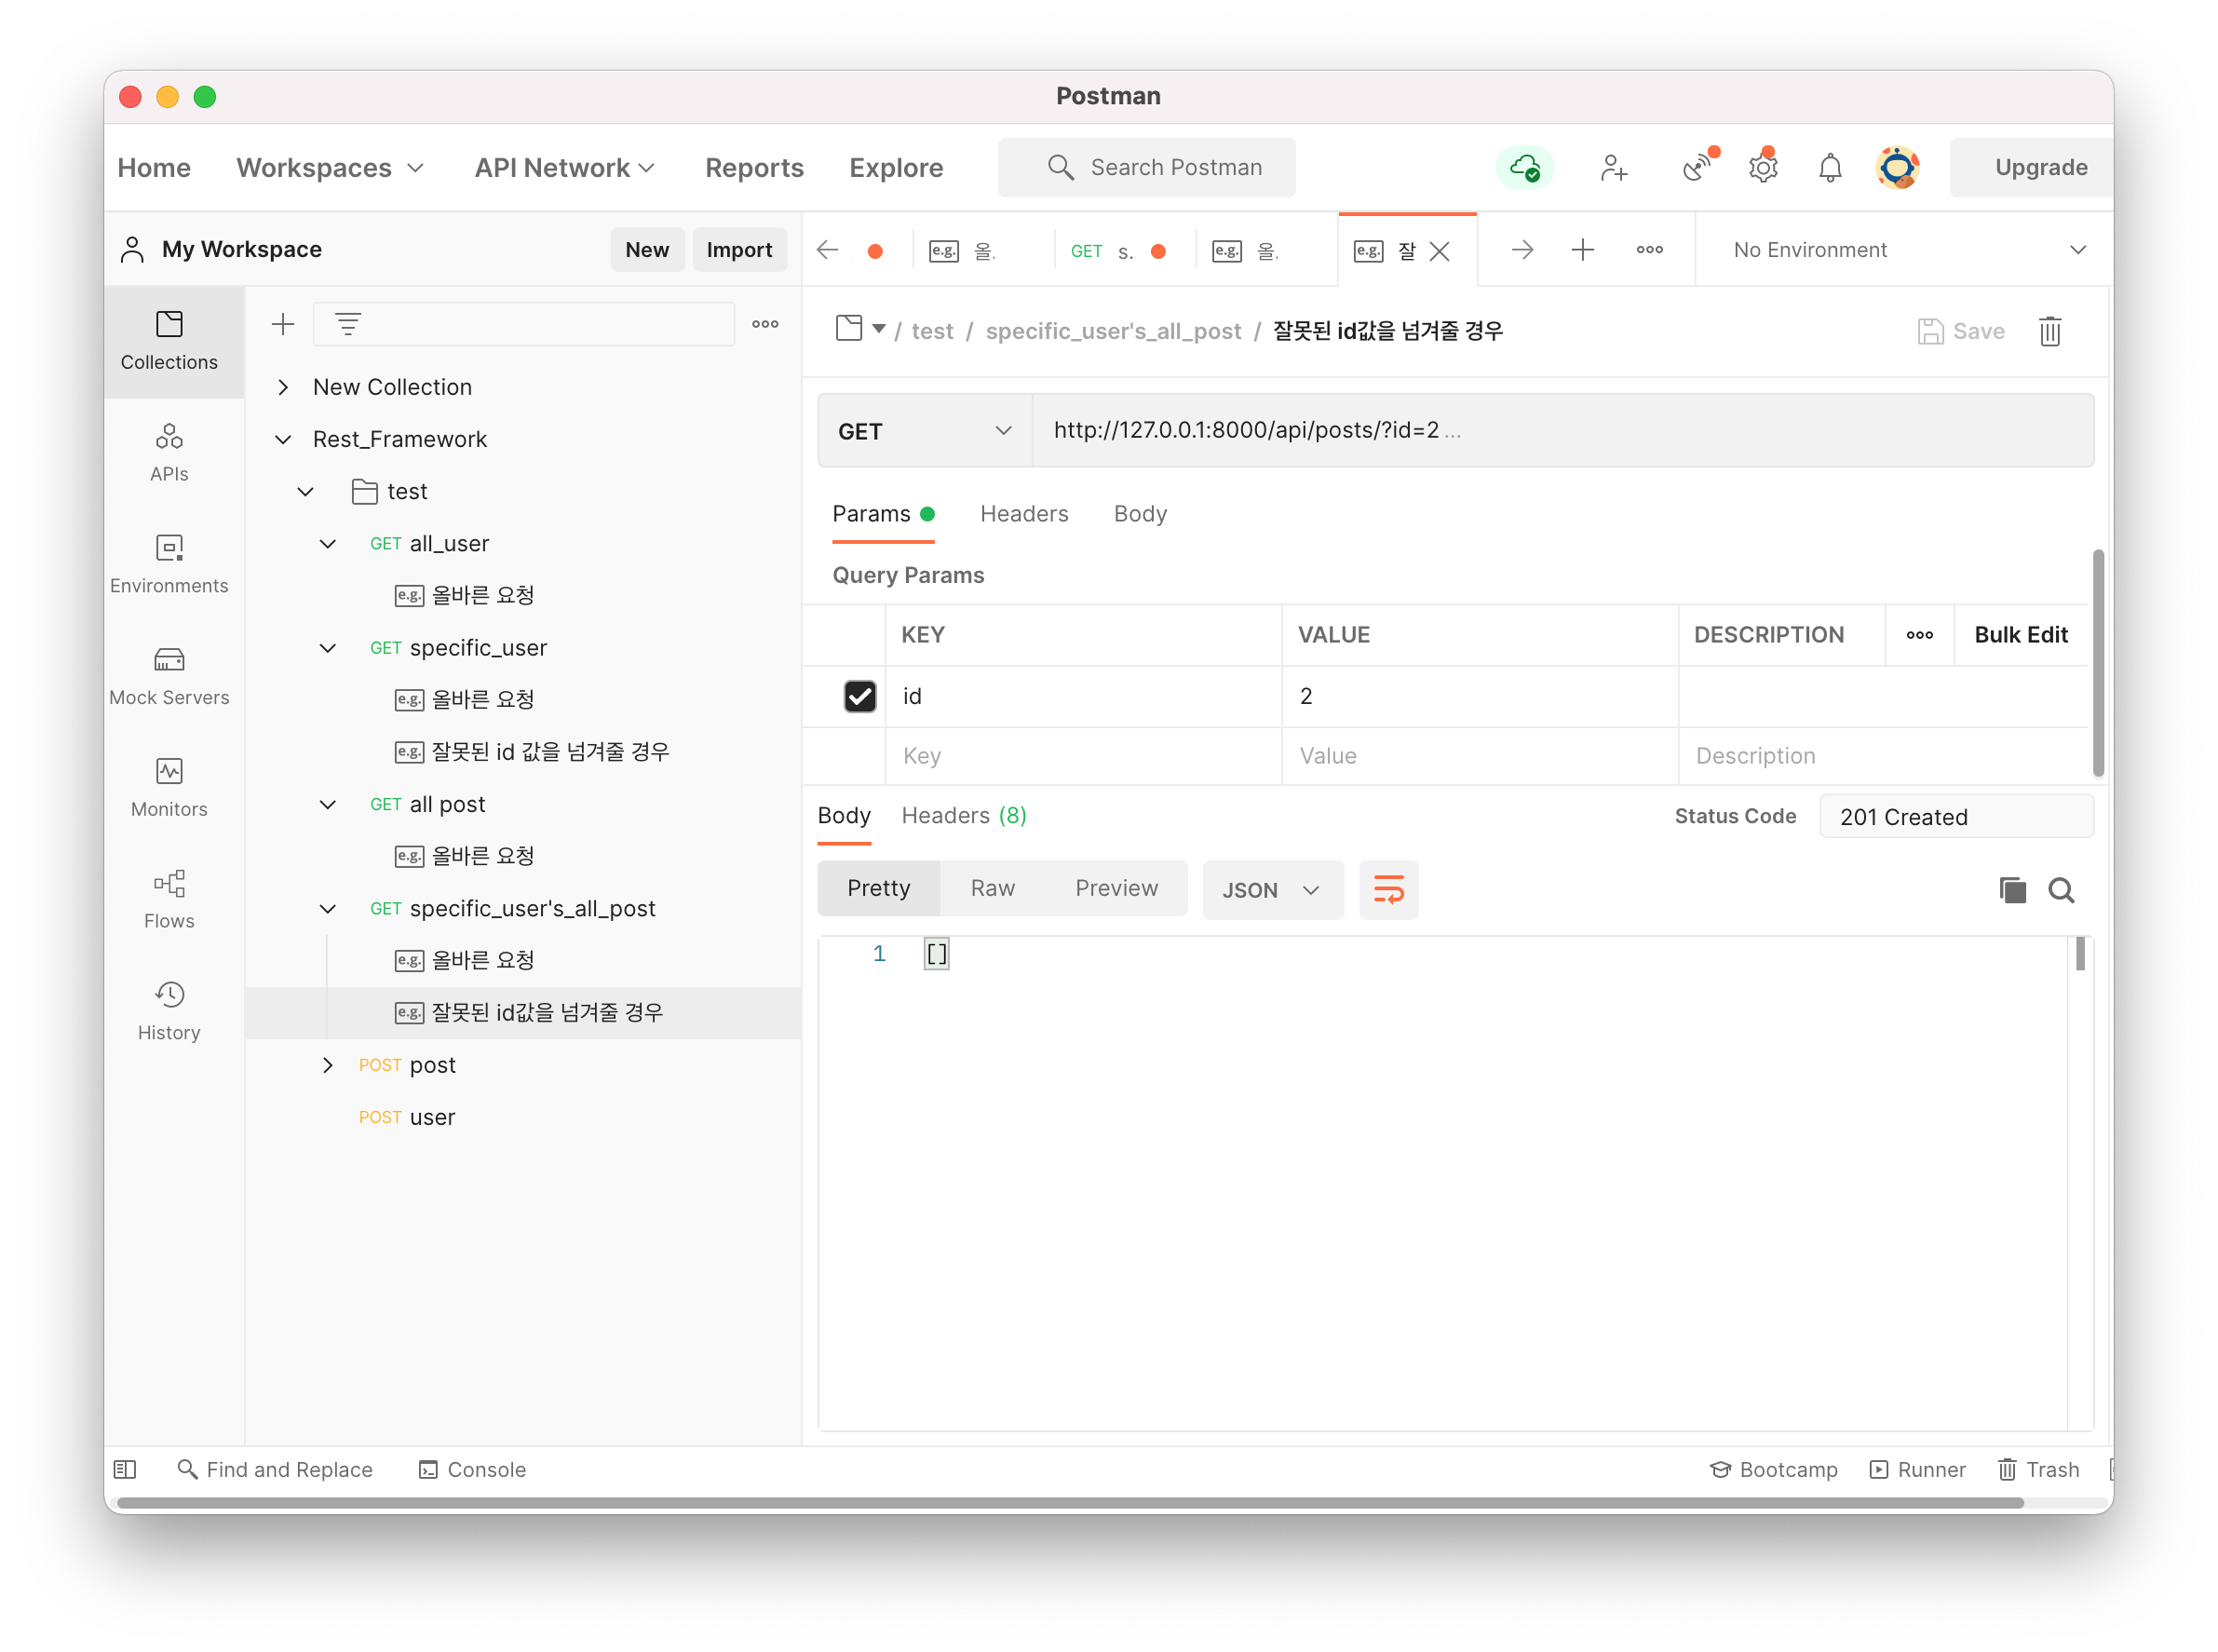 Postman
Home Workspaces API Network Reports Explore Search Postman Upgrade
My Workspace New Import
e.g. 올. GET s.. e.g. 올. e.g. 잘 No Environment
Collections
APIs
Environments
Mock Servers
Monitors
Flows
History
New Collection
Rest_Framework
test
GET all_user
e.g. 올바른 요청
GET specific_user
e.g. 올바른 요청
e.g. 잘못된 id 값을 넘겨줄 경우
GET all post
e.g. 올바른 요청
GET specific_user's_all_post
e.g. 올바른 요청
e.g. 잘못된 id값을 넘겨줄 경우
POST post
POST user
/ test / specific_user's_all_post / 잘못된 id값을 넘겨줄 경우 Save
GET http://127.0.0.1:8000/api/posts/?id=2 ...
Params Headers Body
Query Params
KEY VALUE DESCRIPTION Bulk Edit
id 2
Key Value Description
Body Headers (8) Status Code 201 Created
Pretty Raw Preview JSON
1 []
Find and Replace Console Bootcamp Runner Trash